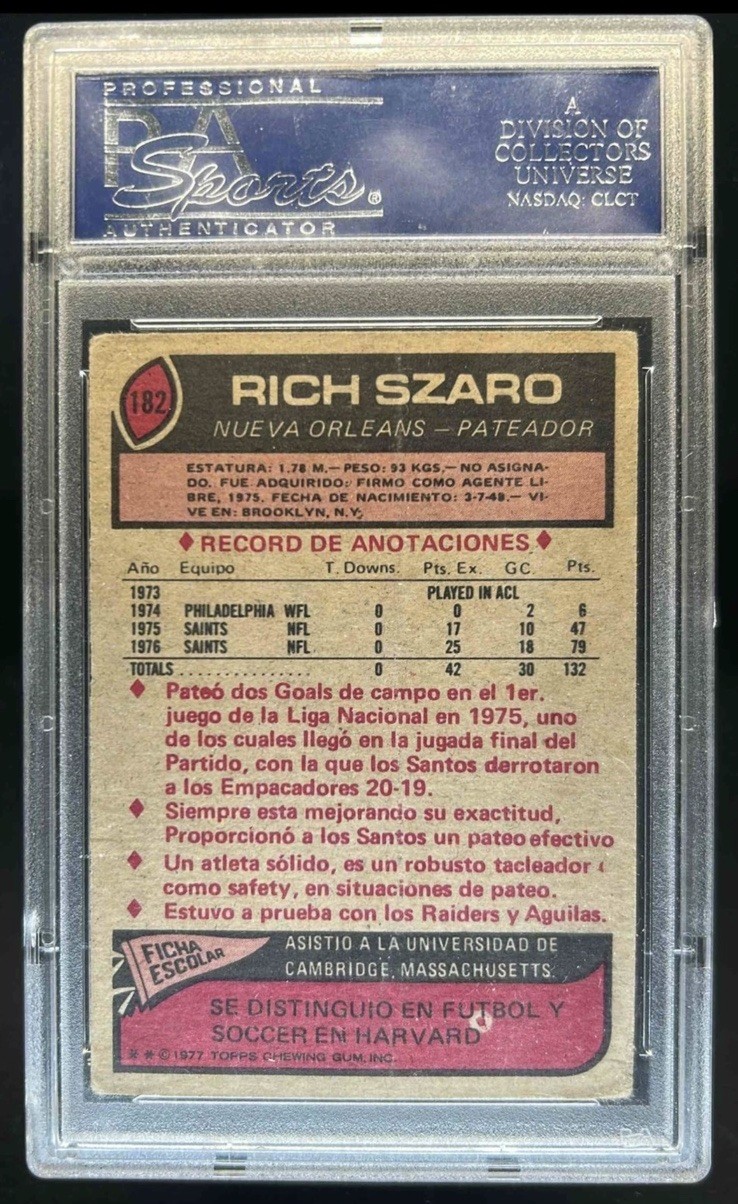 PROFESSIONAL
PSA
Sports®
AUTHENTICATOR
A
DIVISION OF
COLLECTORS
UNIVERSE
NASDAQ: CLCT
182
RICH SZARO
NUEVA ORLEANS – PATEADOR
ESTATURA: 1.78 M.– PESO: 93 KGS.– NO ASIGNA-
DO. FUE ADQUIRIDO: FIRMO COMO AGENTE LI-
BRE, 1975. FECHA DE NACIMIENTO: 3-7-48.– VI-
VE EN: BROOKLYN, N.Y.
♦ RECORD DE ANOTACIONES ♦
Año Equipo T. Downs. Pts. Ex. GC. Pts.
1973 PLAYED IN ACL
1974 PHILADELPHIA WFL 0 0 2 6
1975 SAINTS NFL 0 17 10 47
1976 SAINTS NFL 0 25 18 79
TOTALS . . . . . . . . . . . . . . 0 42 30 132
♦ Pateó dos Goals de campo en el 1er.
juego de la Liga Nacional en 1975, uno
de los cuales llegó en la jugada final del
Partido, con la que los Santos derrotaron
a los Empacadores 20-19.
♦ Siempre esta mejorando su exactitud,
Proporcionó a los Santos un pateo efectivo
♦ Un atleta sólido, es un robusto tacleador
como safety, en situaciones de pateo.
♦ Estuvo a prueba con los Raiders y Aguilas.
FICHA
ESCOLAR
ASISTIO A LA UNIVERSIDAD DE
CAMBRIDGE, MASSACHUSETTS.
SE DISTINGUIO EN FUTBOL Y
SOCCER EN HARVARD
* * © 1977 TOPPS CHEWING GUM, INC.
PSA